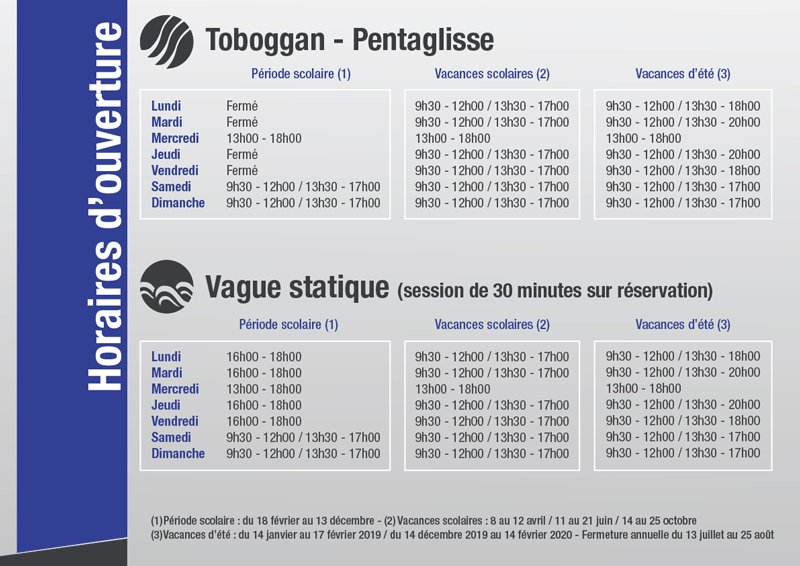 Horaires d'ouverture
Toboggan - Pentaglisse
Période scolaire (1) Vacances scolaires (2) Vacances d'été (3)
Lundi Fermé 9h30 - 12h00 / 13h30 - 17h00 9h30 - 12h00 / 13h30 - 18h00
Mardi Fermé 9h30 - 12h00 / 13h30 - 17h00 9h30 - 12h00 / 13h30 - 20h00
Mercredi 13h00 - 18h00 13h00 - 18h00 13h00 - 18h00
Jeudi Fermé 9h30 - 12h00 / 13h30 - 17h00 9h30 - 12h00 / 13h30 - 20h00
Vendredi Fermé 9h30 - 12h00 / 13h30 - 17h00 9h30 - 12h00 / 13h30 - 18h00
Samedi 9h30 - 12h00 / 13h30 - 17h00 9h30 - 12h00 / 13h30 - 17h00 9h30 - 12h00 / 13h30 - 17h00
Dimanche 9h30 - 12h00 / 13h30 - 17h00 9h30 - 12h00 / 13h30 - 17h00 9h30 - 12h00 / 13h30 - 17h00
Vague statique (session de 30 minutes sur réservation)
Période scolaire (1) Vacances scolaires (2) Vacances d'été (3)
Lundi 16h00 - 18h00 9h30 - 12h00 / 13h30 - 17h00 9h30 - 12h00 / 13h30 - 18h00
Mardi 16h00 - 18h00 9h30 - 12h00 / 13h30 - 17h00 9h30 - 12h00 / 13h30 - 20h00
Mercredi 13h00 - 18h00 13h00 - 18h00 13h00 - 18h00
Jeudi 16h00 - 18h00 9h30 - 12h00 / 13h30 - 17h00 9h30 - 12h00 / 13h30 - 20h00
Vendredi 16h00 - 18h00 9h30 - 12h00 / 13h30 - 17h00 9h30 - 12h00 / 13h30 - 18h00
Samedi 9h30 - 12h00 / 13h30 - 17h00 9h30 - 12h00 / 13h30 - 17h00 9h30 - 12h00 / 13h30 - 17h00
Dimanche 9h30 - 12h00 / 13h30 - 17h00 9h30 - 12h00 / 13h30 - 17h00 9h30 - 12h00 / 13h30 - 17h00
(1)Période scolaire : du 18 février au 13 décembre - (2) Vacances scolaires : 8 au 12 avril / 11 au 21 juin / 14 au 25 octobre
(3)Vacances d'été : du 14 janvier au 17 février 2019 / du 14 décembre 2019 au 14 février 2020 - Fermeture annuelle du 13 juillet au 25 août